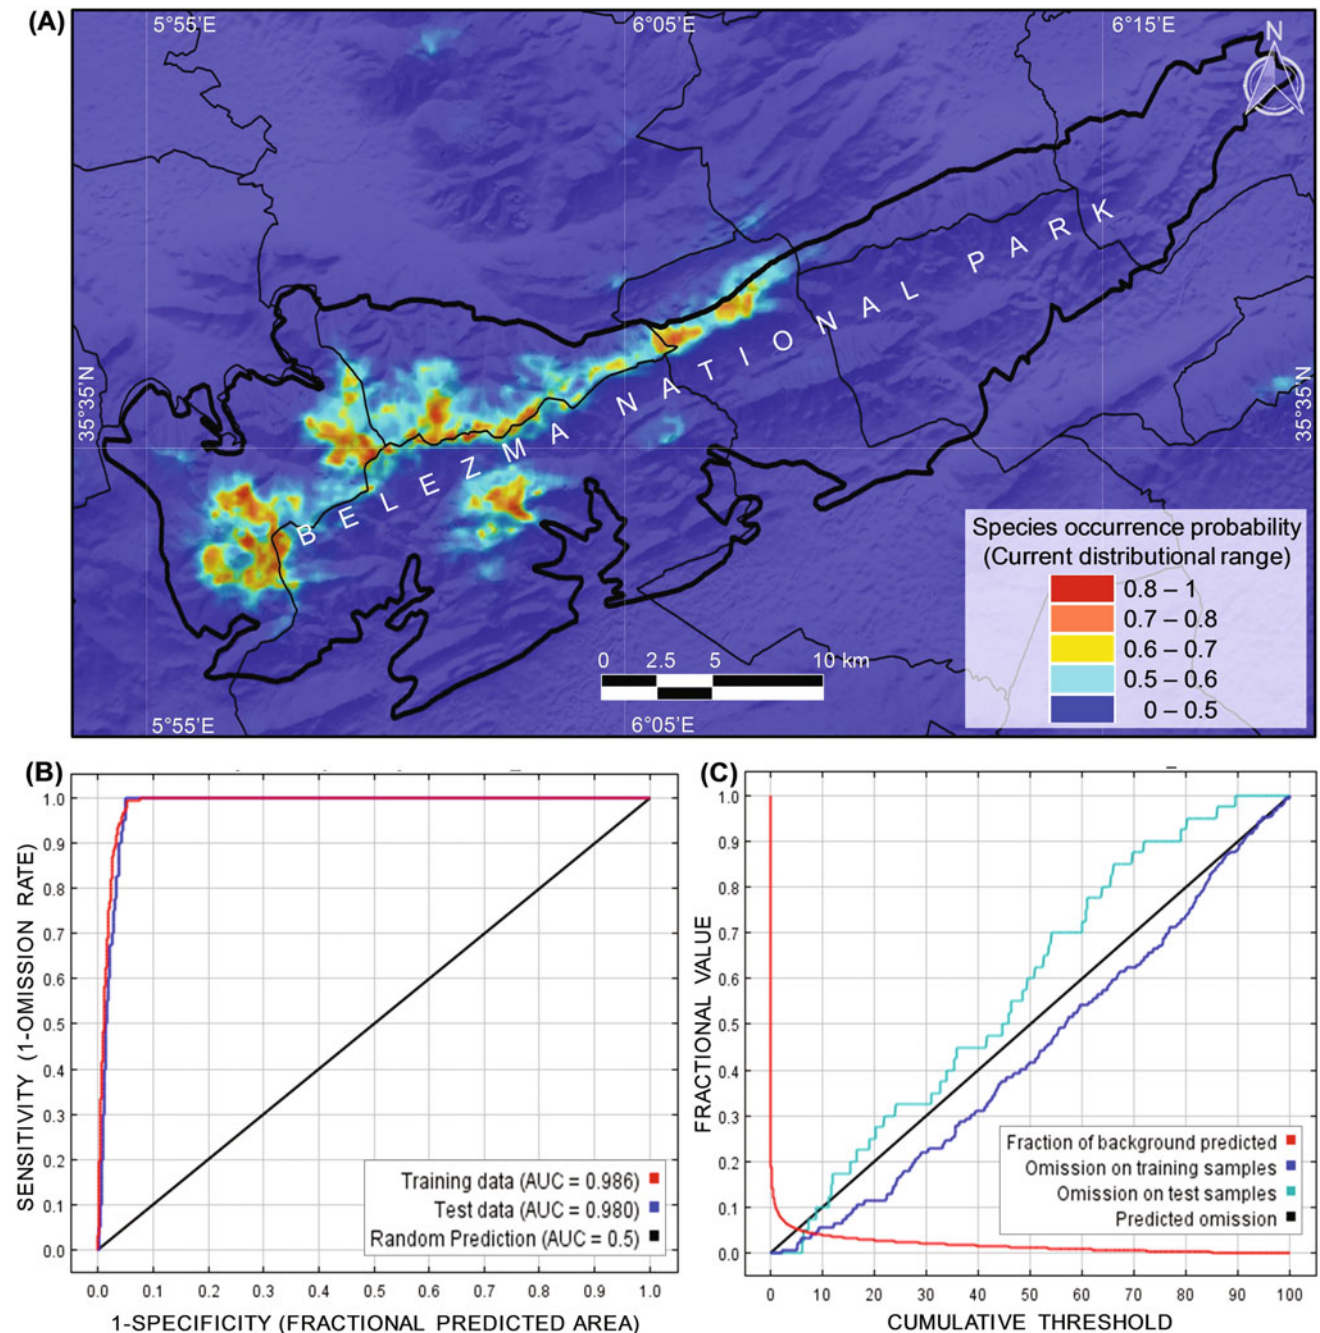 (A)
5°55’E
6°05’E
6°15’E
N
35°35’N
35°35’N
BELEZMA NATIONAL PARK
Species occurrence probability
(Current distributional range)
0.8 – 1
0.7 – 0.8
0.6 – 0.7
0.5 – 0.6
0 – 0.5
0 2.5 5 10 km
5°55’E
6°05’E
(B)
SENSITIVITY (1-OMISSION RATE)
1.0
0.9
0.8
0.7
0.6
0.5
0.4
0.3
0.2
0.1
0.0
Training data (AUC = 0.986)
Test data (AUC = 0.980)
Random Prediction (AUC = 0.5)
0.0 0.1 0.2 0.3 0.4 0.5 0.6 0.7 0.8 0.9 1.0
1-SPECIFICITY (FRACTIONAL PREDICTED AREA)
(C)
FRACTIONAL VALUE
1.0
0.9
0.8
0.7
0.6
0.5
0.4
0.3
0.2
0.1
0.0
Fraction of background predicted
Omission on training samples
Omission on test samples
Predicted omission
0 10 20 30 40 50 60 70 80 90 100
CUMULATIVE THRESHOLD